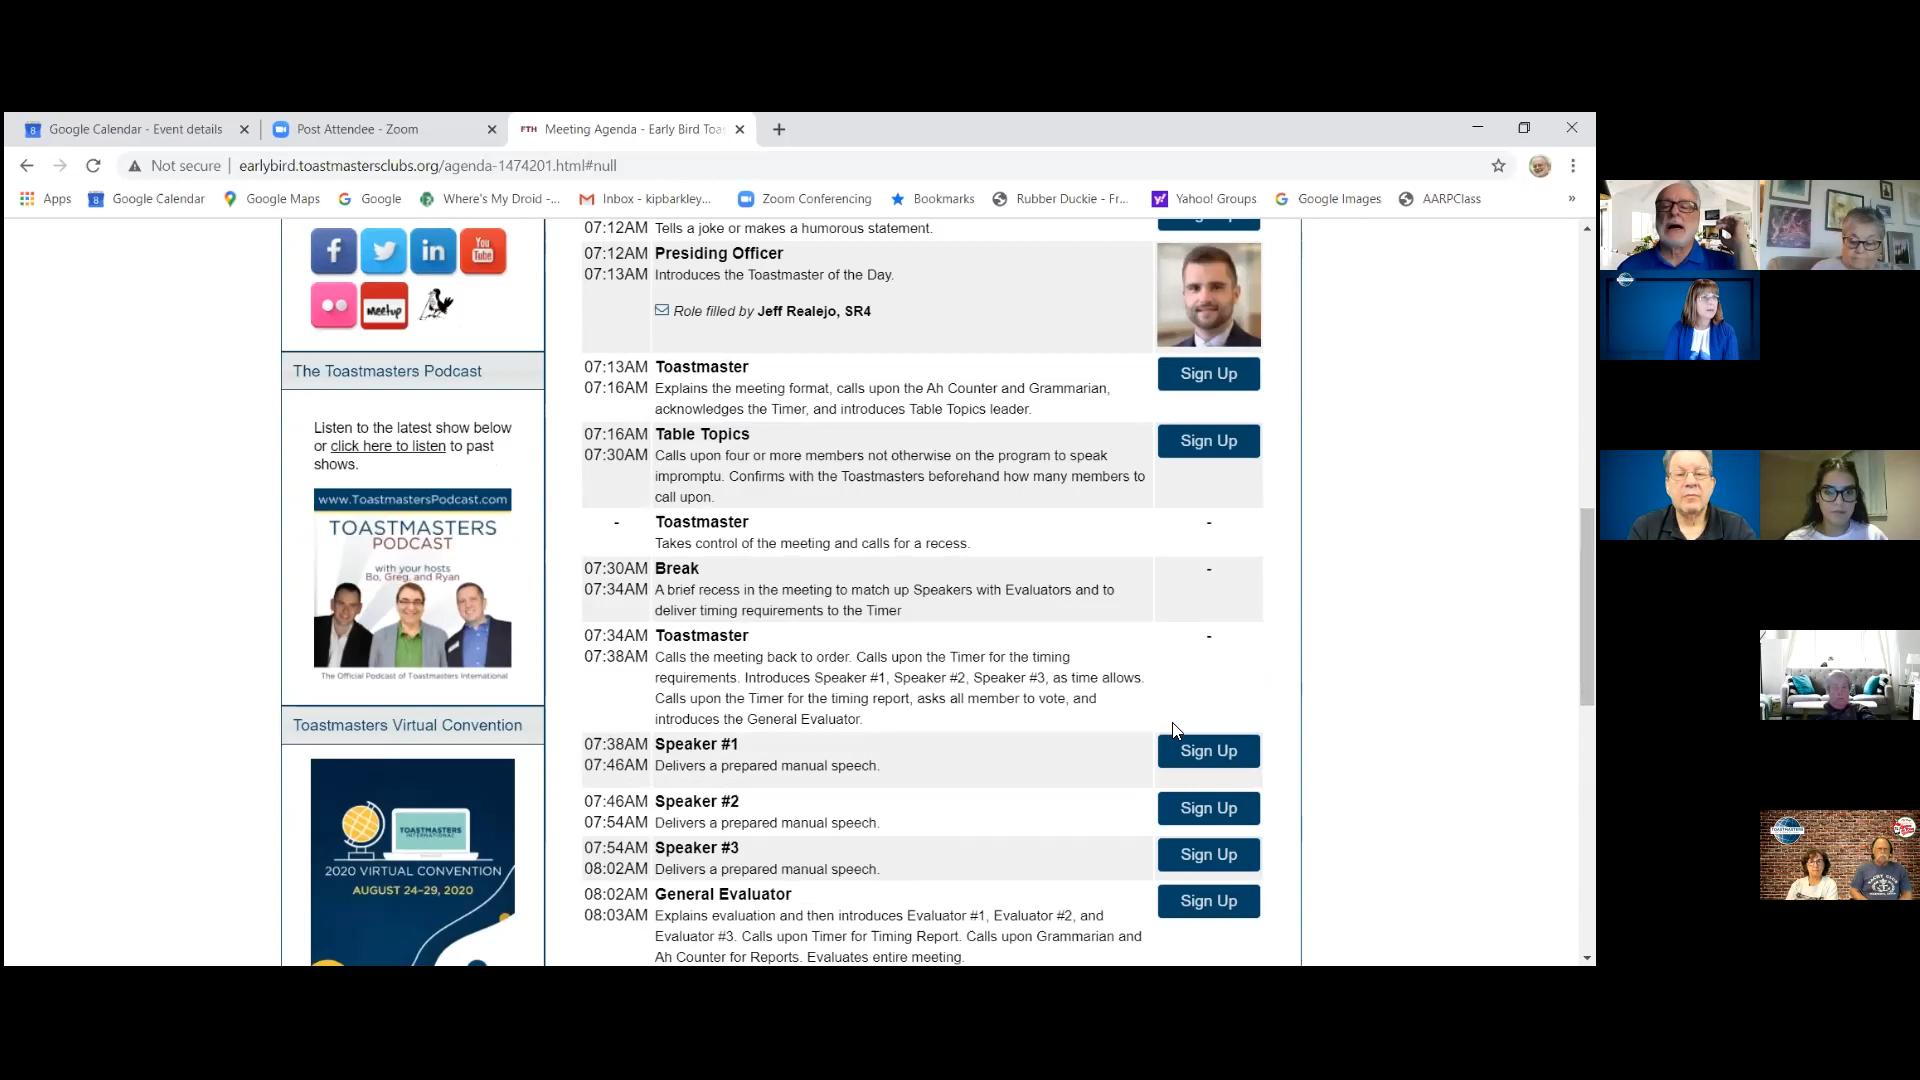 Google Calendar - Event details
Post Attendee - Zoom
FTH Meeting Agenda - Early Bird Toa
Not secure | earlybird.toastmastersclubs.org/agenda-1474201.html#null
Apps
Google Calendar
Google Maps
Google
Where's My Droid -...
Inbox - kipbarkley...
Zoom Conferencing
Bookmarks
Rubber Duckie - Fr...
Yahoo! Groups
Google Images
AARPClass
»
You
Tube
meetup
The Toastmasters Podcast
Listen to the latest show below
or click here to listen to past
shows.
www.ToastmastersPodcast.com
TOASTMASTERS
PODCAST
with your hosts
Bo, Greg, and Ryan
The Official Podcast of Toastmasters International
Toastmasters Virtual Convention
TOASTMASTERS
INTERNATIONAL
2020 VIRTUAL CONVENTION
AUGUST 24-29, 2020
07:12AM Tells a joke or makes a humorous statement.
07:12AM Presiding Officer
07:13AM Introduces the Toastmaster of the Day.
Role filled by Jeff Realejo, SR4
07:13AM Toastmaster Sign Up
07:16AM Explains the meeting format, calls upon the Ah Counter and Grammarian,
acknowledges the Timer, and introduces Table Topics leader.
07:16AM Table Topics Sign Up
07:30AM Calls upon four or more members not otherwise on the program to speak
impromptu. Confirms with the Toastmasters beforehand how many members to
call upon.
- Toastmaster -
Takes control of the meeting and calls for a recess.
07:30AM Break -
07:34AM A brief recess in the meeting to match up Speakers with Evaluators and to
deliver timing requirements to the Timer
07:34AM Toastmaster -
07:38AM Calls the meeting back to order. Calls upon the Timer for the timing
requirements. Introduces Speaker #1, Speaker #2, Speaker #3, as time allows.
Calls upon the Timer for the timing report, asks all member to vote, and
introduces the General Evaluator.
07:38AM Speaker #1 Sign Up
07:46AM Delivers a prepared manual speech.
07:46AM Speaker #2 Sign Up
07:54AM Delivers a prepared manual speech.
07:54AM Speaker #3 Sign Up
08:02AM Delivers a prepared manual speech.
08:02AM General Evaluator Sign Up
08:03AM Explains evaluation and then introduces Evaluator #1, Evaluator #2, and
Evaluator #3. Calls upon Timer for Timing Report. Calls upon Grammarian and
Ah Counter for Reports. Evaluates entire meeting.
TOASTMASTERS